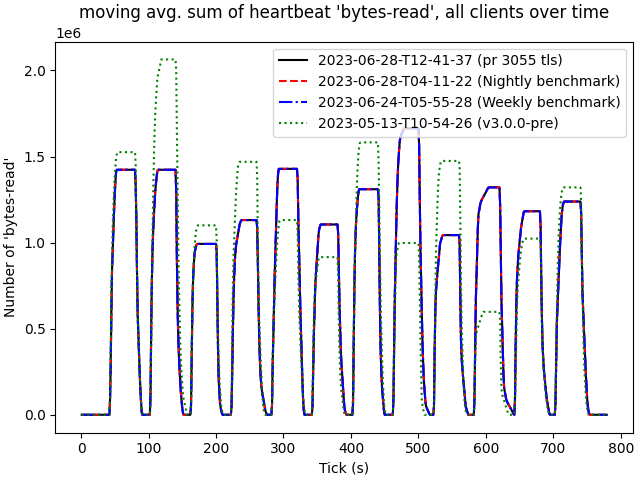 moving avg. sum of heartbeat 'bytes-read', all clients over time
1e6
2023-06-28-T12-41-37 (pr 3055 tls)
2023-06-28-T04-11-22 (Nightly benchmark)
2023-06-24-T05-55-28 (Weekly benchmark)
2023-05-13-T10-54-26 (v3.0.0-pre)
Number of 'bytes-read'
2.0
1.5
1.0
0.5
0.0
0 100 200 300 400 500 600 700 800
Tick (s)